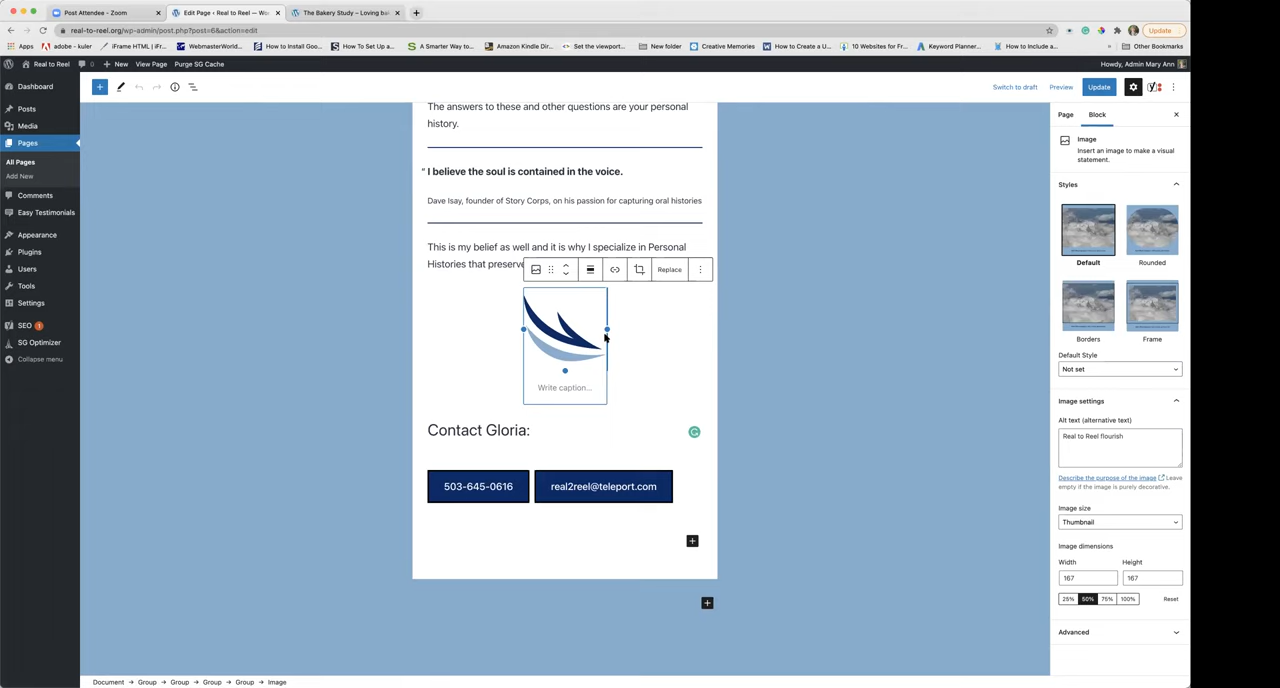 Post Attendee - Zoom
Edit Page ‹ Real to Reel — Wo
The Bakery Study – Loving ba
real-to-reel.org/wp-admin/post.php?post=6&action=edit
Update
Apps
adobe - kuler
iFrame HTML | iFr...
WebmasterWorld...
How to Install Goo...
How To Set Up a...
A Smarter Way to...
Amazon Kindle Dir...
Set the viewport...
New folder
Creative Memories
How to Create a U...
10 Websites for Fr...
Keyword Planner...
How to Include a...
Other Bookmarks
Real to Reel
0
New
View Page
Purge SG Cache
Howdy, Admin Mary Ann
Switch to draft
Preview
Update
Dashboard
Posts
Media
Pages
All Pages
Add New
Comments
Easy Testimonials
Appearance
Plugins
Users
Tools
Settings
SEO 1
SG Optimizer
Collapse menu
The answers to these and other questions are your personal
history.
“ I believe the soul is contained in the voice.
Dave Isay, founder of Story Corps, on his passion for capturing oral histories
This is my belief as well and it is why I specialize in Personal
Histories that preserve
Replace
Write caption...
Contact Gloria:
503-645-0616
real2reel@teleport.com
Page
Block
Image
Insert an image to make a visual
statement.
Styles
Default
Rounded
Borders
Frame
Default Style
Not set
Image settings
Alt text (alternative text)
Real to Reel flourish
Describe the purpose of the image Leave
empty if the image is purely decorative.
Image size
Thumbnail
Image dimensions
Width
Height
167
167
25%
50%
75%
100%
Reset
Advanced
Document → Group → Group → Group → Group → Image